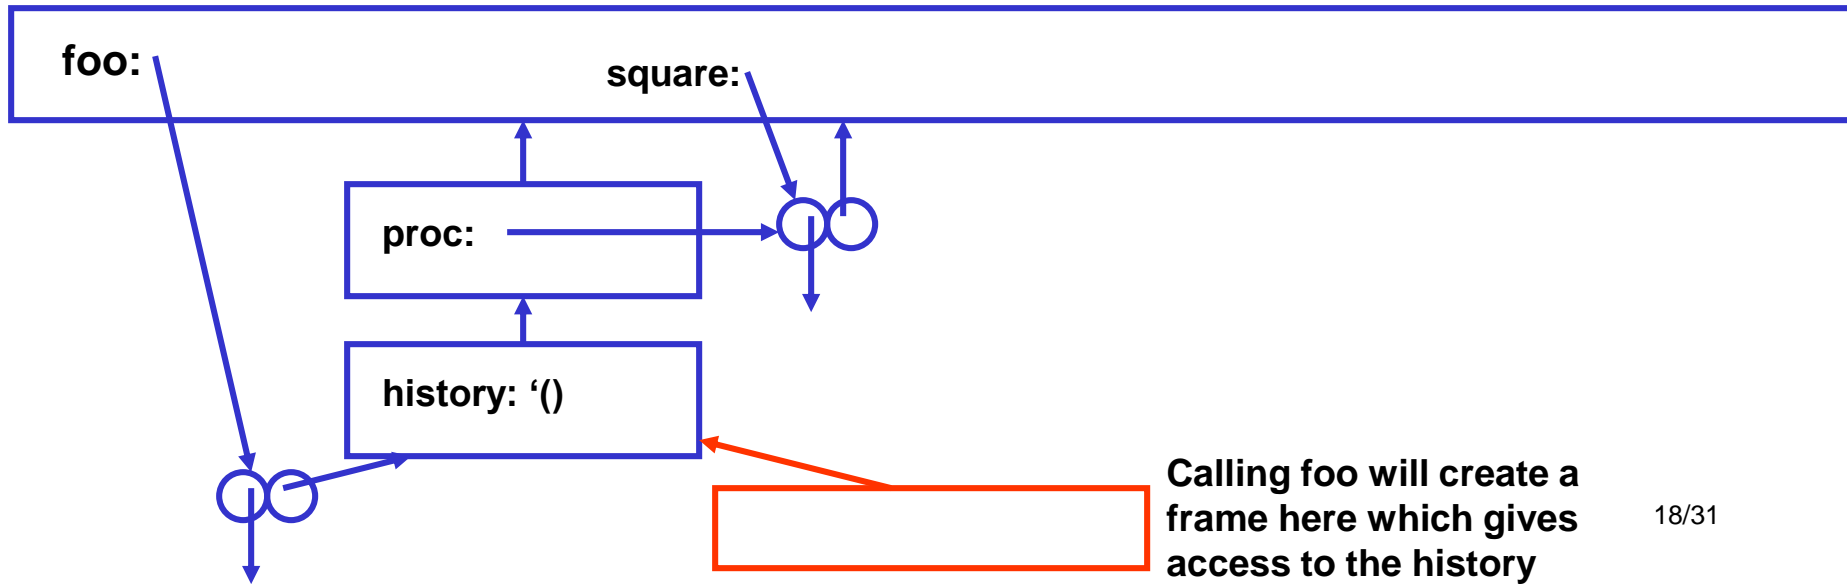 foo:
square:
proc:
history: ‘()
Calling foo will create a
frame here which gives
access to the history
18/31